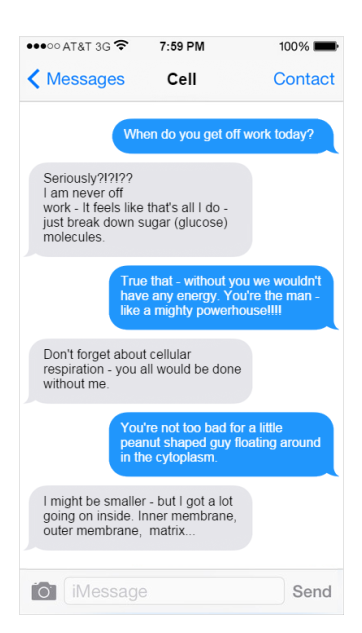 AT&T 3G 7:59 PM 100%
Messages Cell Contact
When do you get off work today?
Seriously?!?!??
I am never off
work - It feels like that's all I do -
just break down sugar (glucose)
molecules.
True that - without you we wouldn't
have any energy. You're the man -
like a mighty powerhouse!!!!
Don't forget about cellular
respiration - you all would be done
without me.
You're not too bad for a little
peanut shaped guy floating around
in the cytoplasm.
I might be smaller - but I got a lot
going on inside. Inner membrane,
outer membrane,  matrix...
iMessage Send